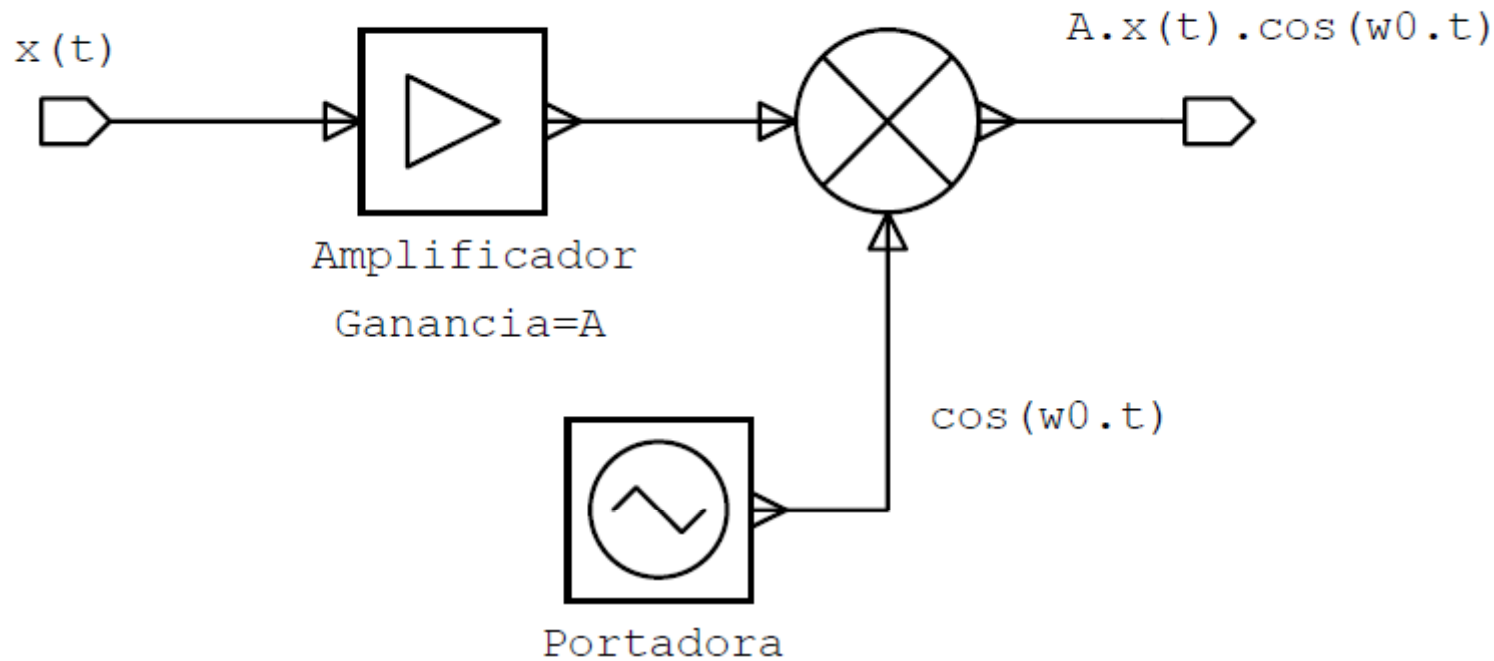 x(t)
A.x(t).cos(w0.t)
Amplificador
Ganancia=A
cos(w0.t)
Portadora